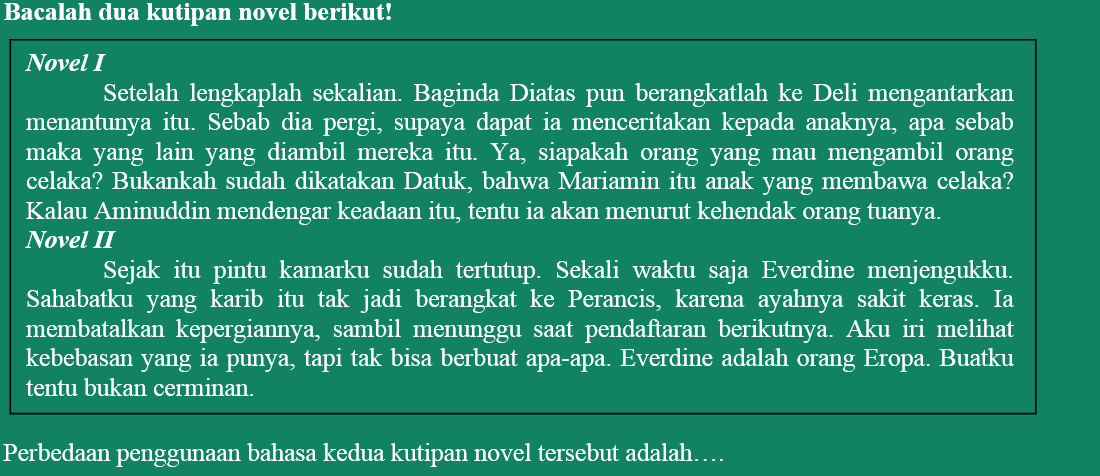 Bacalah dua kutipan novel berikut!
Novel I
Setelah lengkaplah sekalian. Baginda Diatas pun berangkatlah ke Deli mengantarkan
menantunya itu. Sebab dia pergi, supaya dapat ia menceritakan kepada anaknya, apa sebab
maka yang lain yang diambil mereka itu. Ya, siapakah orang yang mau mengambil orang
celaka? Bukankah sudah dikatakan Datuk, bahwa Mariamin itu anak yang membawa celaka?
Kalau Aminuddin mendengar keadaan itu, tentu ia akan menurut kehendak orang tuanya.
Novel II
Sejak itu pintu kamarku sudah tertutup. Sekali waktu saja Everdine menjengukku.
Sahabatku yang karib itu tak jadi berangkat ke Perancis, karena ayahnya sakit keras. Ia
membatalkan kepergiannya, sambil menunggu saat pendaftaran berikutnya. Aku iri melihat
kebebasan yang ia punya, tapi tak bisa berbuat apa-apa. Everdine adalah orang Eropa. Buatku
tentu bukan cerminan.
Perbedaan penggunaan bahasa kedua kutipan novel tersebut adalah….